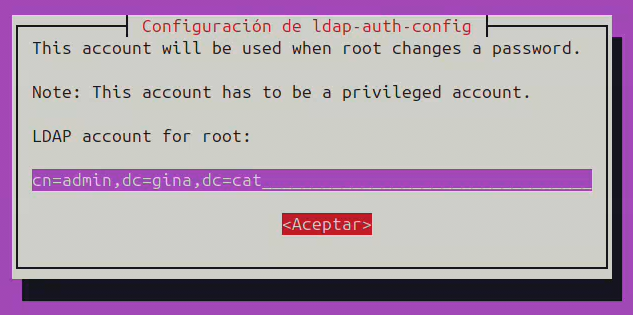 Configuración de ldap-auth-config
This account will be used when root changes a password.
Note: This account has to be a privileged account.
LDAP account for root:
cn=admin,dc=gina,dc=cat_________________________________
<Aceptar>